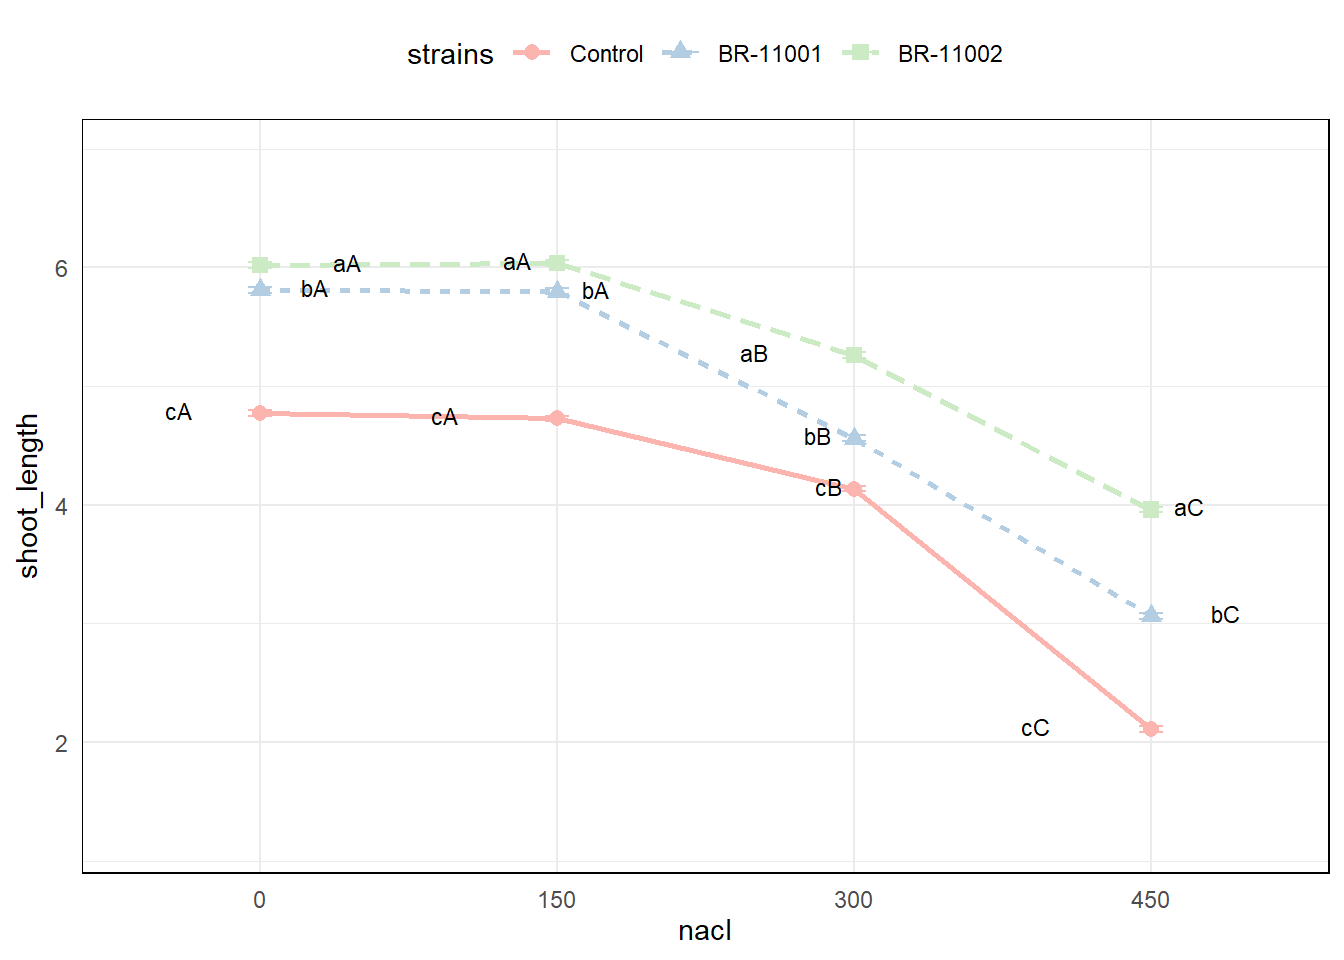 strains Control BR-11001 BR-11002
6
4
2
shoot_length
aA aA
bA bA
aB
cA cA
bB
cB
aC
bC
cC
0 150 300 450
nacl